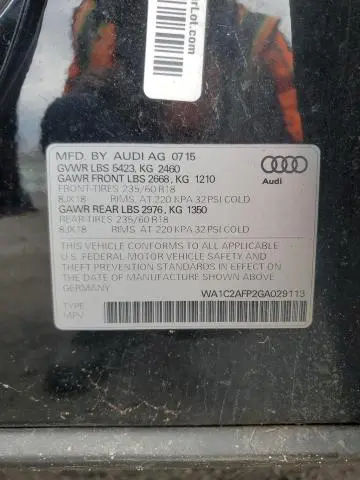 rLot.com
MFD. BY AUDI AG 07/15
GVWR LBS 5423, KG 2460
GAWR FRONT LBS 2668, KG 1210
FRONT-TIRES 235/60 R18
8JX18 RIMS, AT 220 KPA 32 PSI COLD
GAWR REAR LBS 2976, KG 1350
REAR-TIRES 235/60 R18
8JX18 RIMS, AT 220 KPA 32 PSI COLD
Audi
THIS VEHICLE CONFORMS TO ALL APPLICABLE
U.S. FEDERAL MOTOR VEHICLE SAFETY AND
THEFT PREVENTION STANDARDS IN EFFECT ON
THE DATE OF MANUFACTURE SHOWN ABOVE
GERMANY
WA1C2AFP2GA029113
TYPE:
MPV